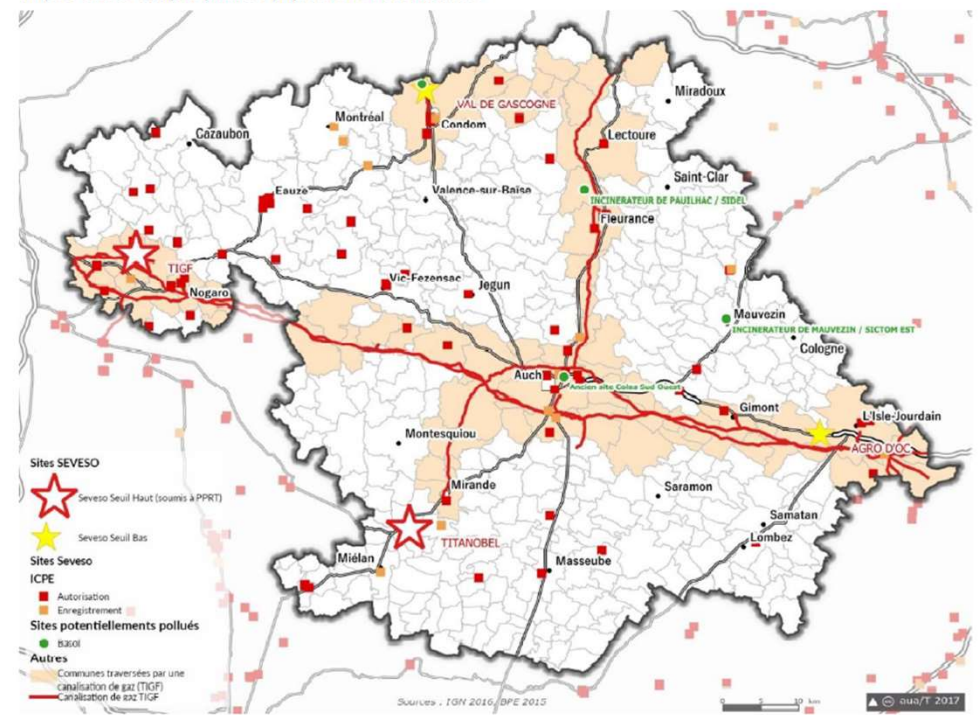 Miradoux
VAL DE GASCOGNE
Montréal
Condom
Cazaubon
Lectoure
Saint-Clar
Eauze
Valence-sur-Baïse
INCINERATEUR DE PAUILHAC / SIDEL
Fleurance
TIGF
Vic-Fezensac
Jegun
Nogaro
Mauvezin
INCINERATEUR DE MAUVEZIN / SICTOM EST
Cologne
Auch
Ancien site Colas Sud Ouest
Gimont
L'Isle-Jourdain
Montesquiou
AGRO D'OC
Sites SEVESO
Seveso Seuil Haut (soumis à PPRT)
Mirande
Saramon
Samatan
Seveso Seuil Bas
TITANOBEL
Lombez
Sites Seveso
Miélan
Masseube
ICPE
Autorisation
Enregistrement
Sites potentiellement pollués
Basol
Autres
Communes traversées par une
canalisation de gaz (TIGF)
Canalisation de gaz TIGF
Sources : IGN 2016, BPE 2015
0 5 10 km
aua/T 2017